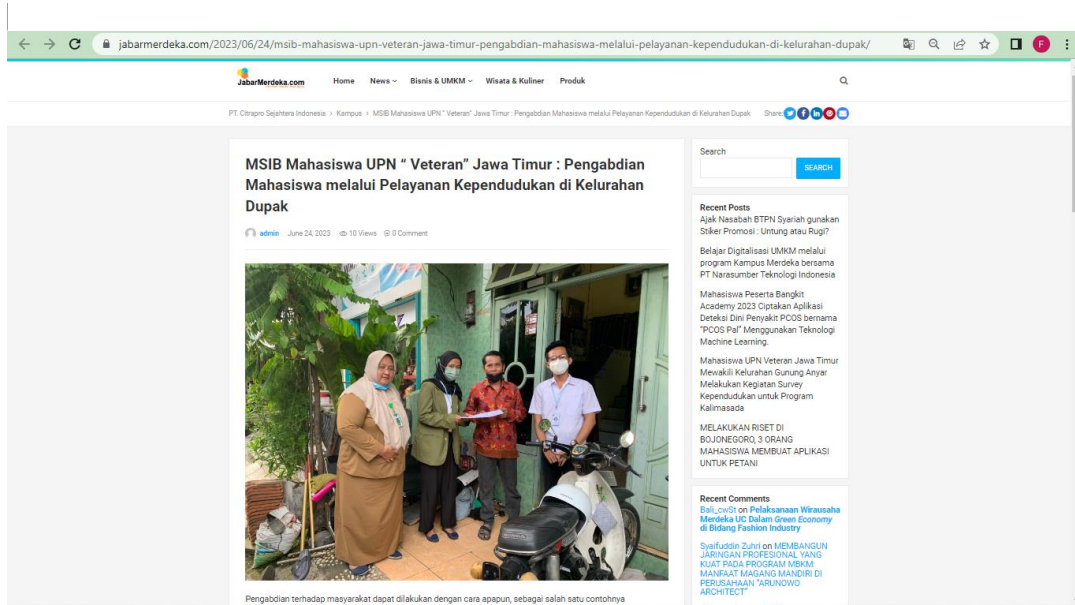 jabarmerdeka.com/2023/06/24/msib-mahasiswa-upn-veteran-jawa-timur-pengabdian-mahasiswa-melalui-pelayanan-kependudukan-di-kelurahan-dupak/
F
JabarMerdeka.com
Home News Bisnis & UMKM Wisata & Kuliner Produk
PT. Citrapro Sejahtera Indonesia > Kampus > MSIB Mahasiswa UPN " Veteran" Jawa Timur : Pengabdian Mahasiswa melalui Pelayanan Kependudukan di Kelurahan Dupak Share:
MSIB Mahasiswa UPN “ Veteran” Jawa Timur : Pengabdian
Mahasiswa melalui Pelayanan Kependudukan di Kelurahan
Dupak
admin June 24, 2023 10 Views 0 Comment
Pengabdian terhadap masyarakat dapat dilakukan dengan cara apapun, sebagai salah satu contohnya
Search
SEARCH
Recent Posts
Ajak Nasabah BTPN Syariah gunakan
Stiker Promosi : Untung atau Rugi?
Belajar Digitalisasi UMKM melalui
program Kampus Merdeka bersama
PT Narasumber Teknologi Indonesia
Mahasiswa Peserta Bangkit
Academy 2023 Ciptakan Aplikasi
Deteksi Dini Penyakit PCOS bernama
“PCOS Pal” Menggunakan Teknologi
Machine Learning.
Mahasiswa UPN Veteran Jawa Timur
Mewakili Kelurahan Gunung Anyar
Melakukan Kegiatan Survey
Kependudukan untuk Program
Kalimasada
MELAKUKAN RISET DI
BOJONEGORO, 3 ORANG
MAHASISWA MEMBUAT APLIKASI
UNTUK PETANI
Recent Comments
Bali_cwSt on Pelaksanaan Wirausaha
Merdeka UC Dalam Green Economy
di Bidang Fashion Industry
Syaifuddin Zuhri on MEMBANGUN
JARINGAN PROFESIONAL YANG
KUAT PADA PROGRAM MBKM:
MANFAAT MAGANG MANDIRI DI
PERUSAHAAN “ARUNOWO
ARCHITECT”